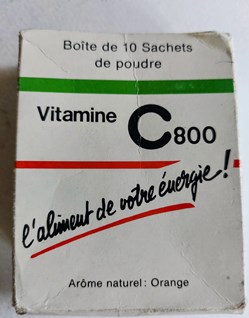 Boîte de 10 Sachets
de poudre
Vitamine C800
l'aliment de votre énergie!
Arôme naturel: Orange